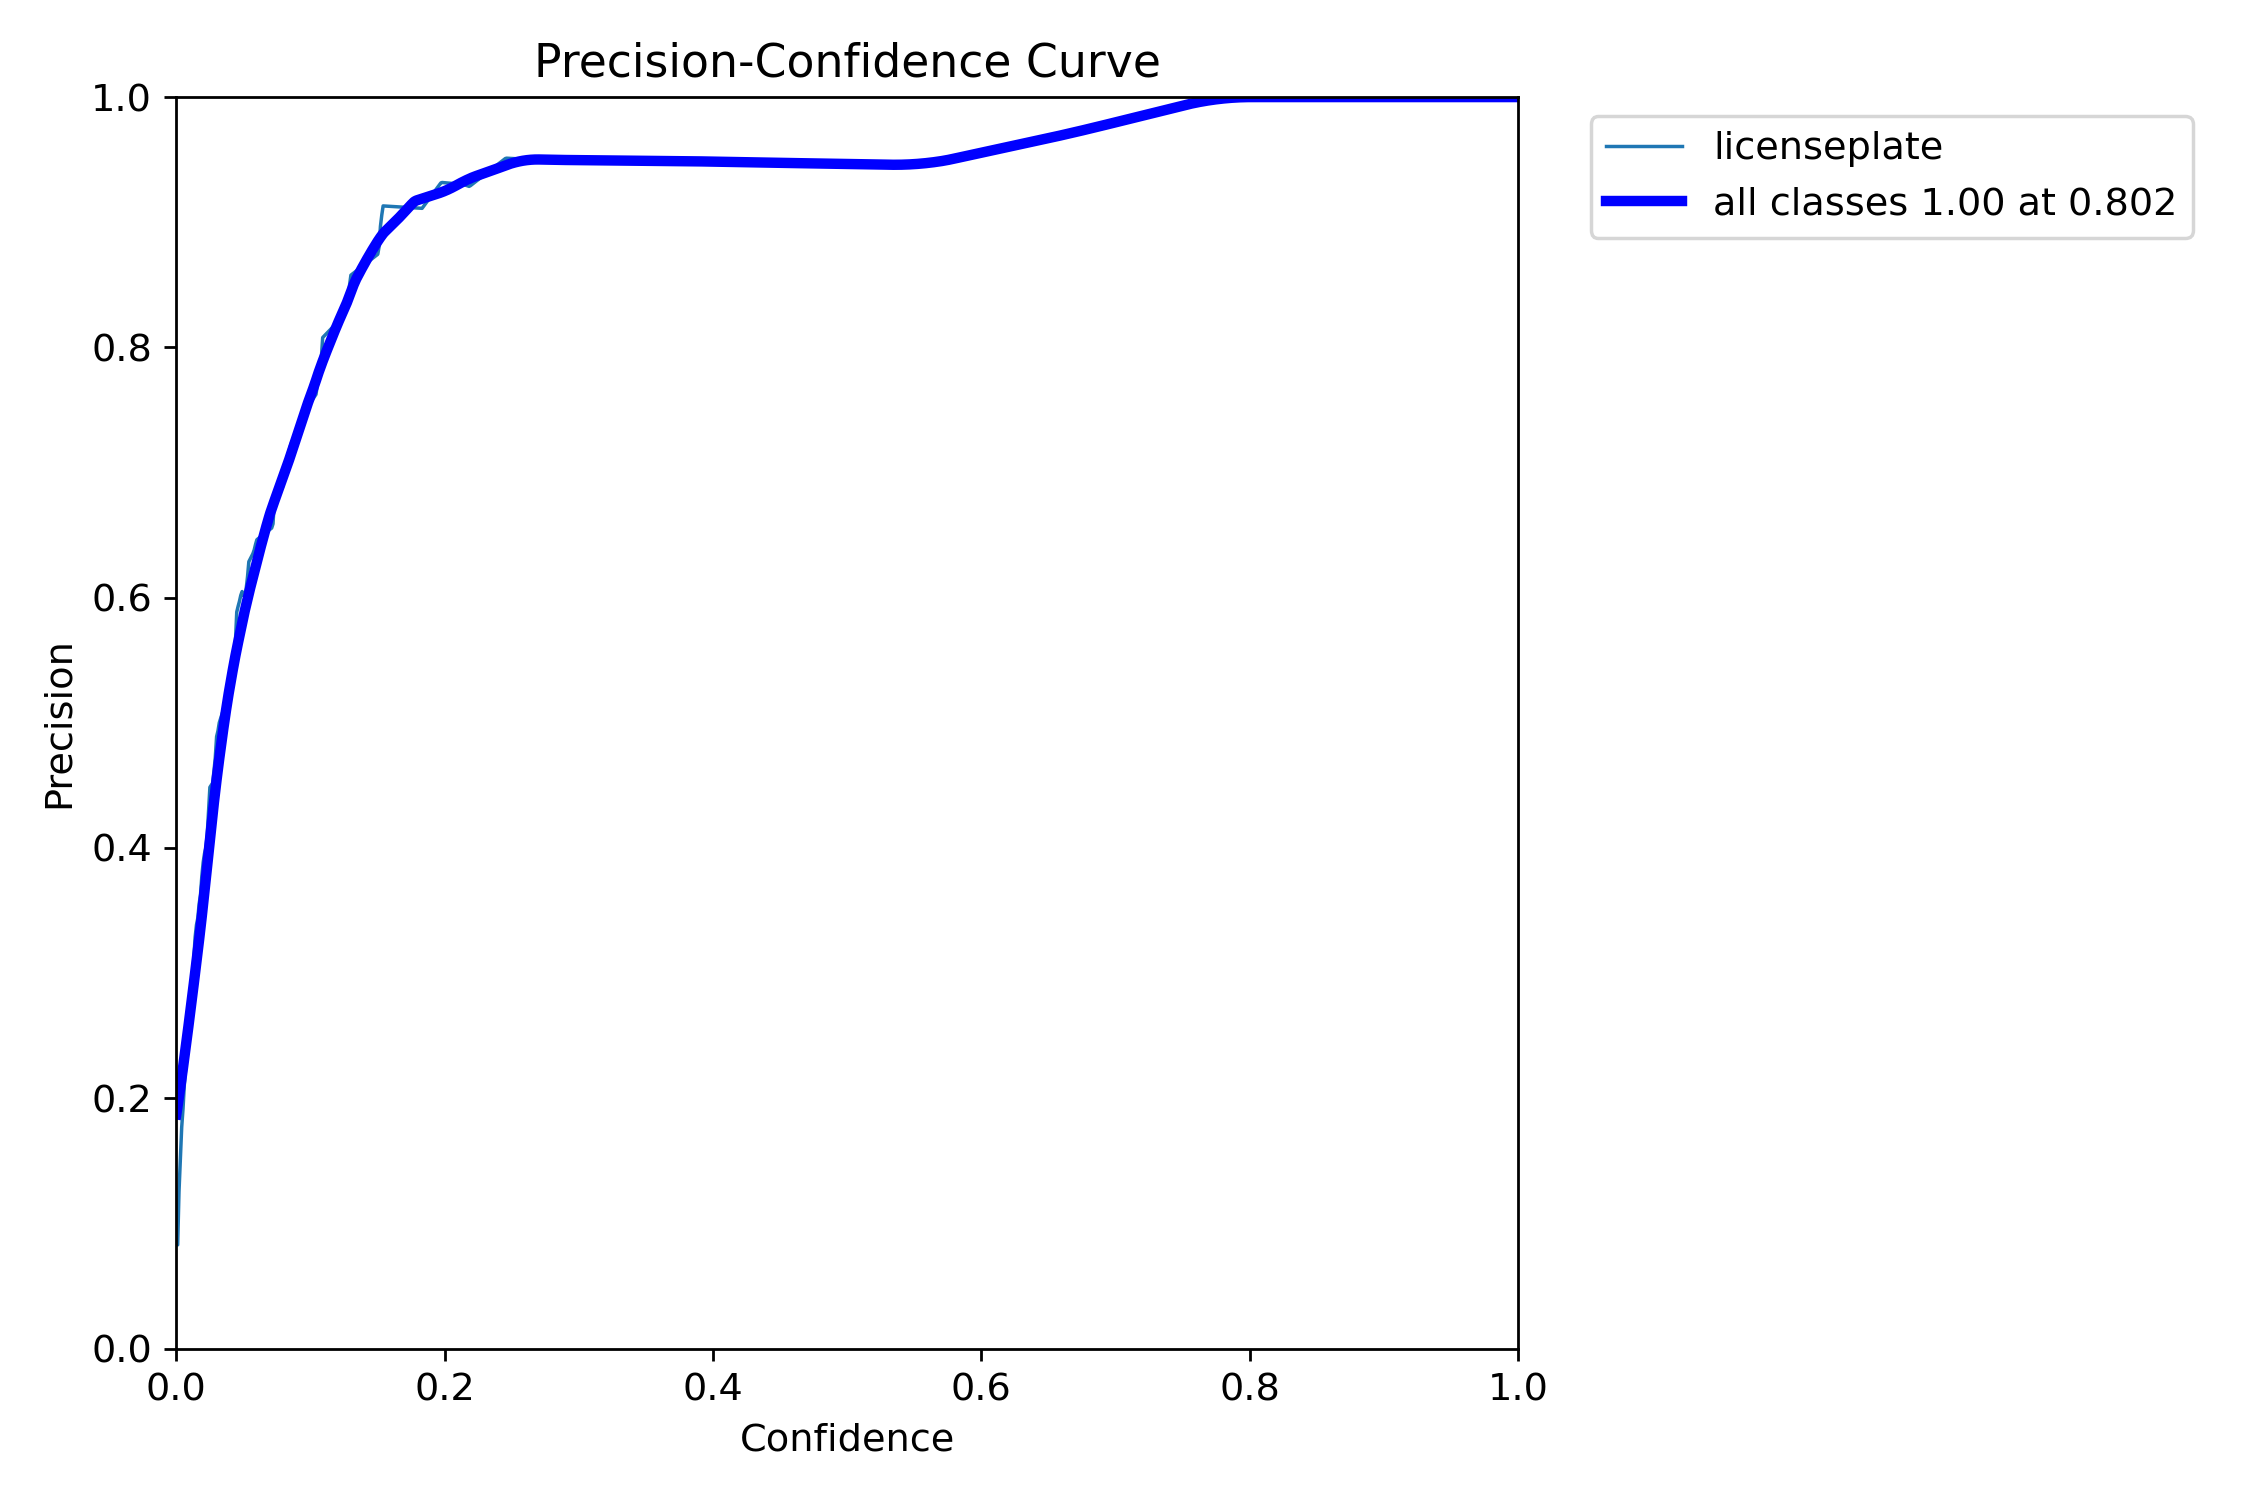 Precision-Confidence Curve
1.0
0.8
0.6
0.4
0.2
0.0
Precision
0.0 0.2 0.4 0.6 0.8 1.0
Confidence
licenseplate
all classes 1.00 at 0.802